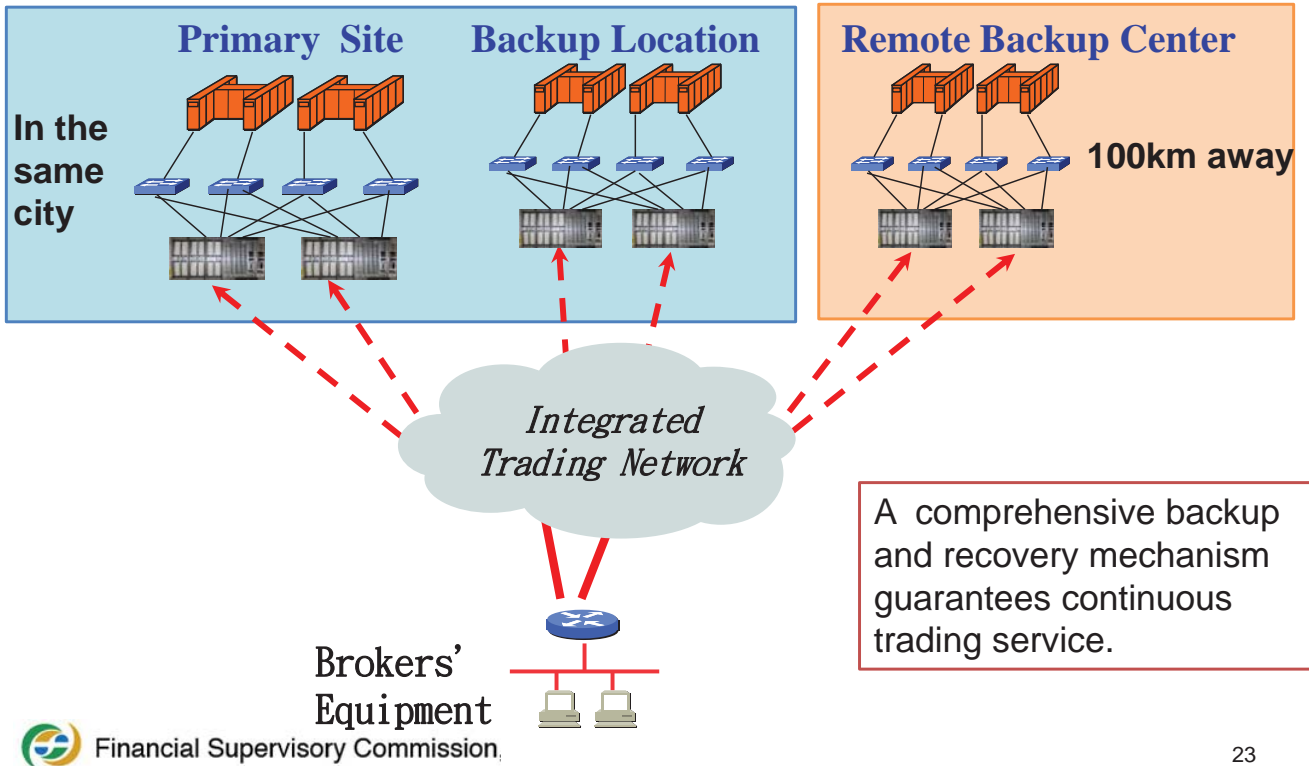 Primary Site
Backup Location
Remote Backup Center
In the
same
city
100km away
Integrated
Trading Network
A comprehensive backup
and recovery mechanism
guarantees continuous
trading service.
Brokers'
Equipment
Financial Supervisory Commission,
23